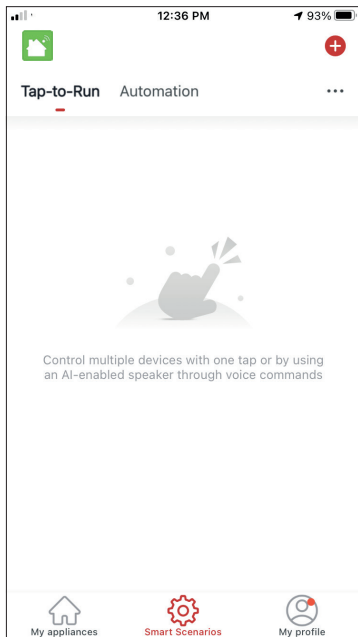 12:36 PM
93%
Tap-to-Run Automation
Control multiple devices with one tap or by using
an AI-enabled speaker through voice commands
My appliances Smart Scenarios My profile